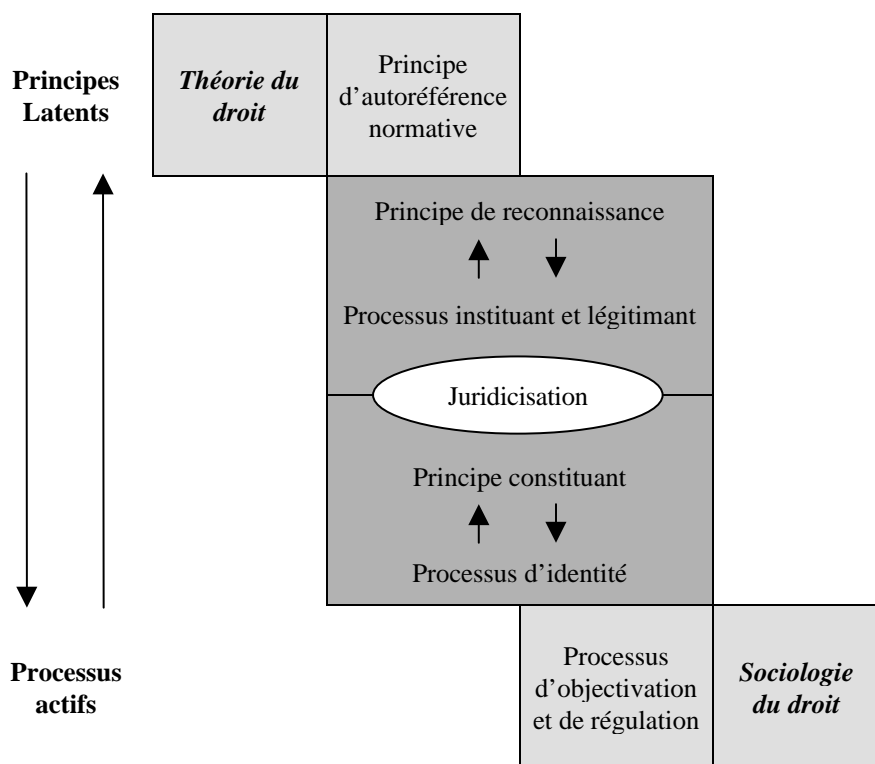 Principes
Latents
Théorie du
droit
Principe
d’autoréférence
normative
Principe de reconnaissance
Processus instituant et légitimant
Juridicisation
Principe constituant
Processus d’identité
Processus
actifs
Processus
d’objectivation
et de régulation
Sociologie
du droit